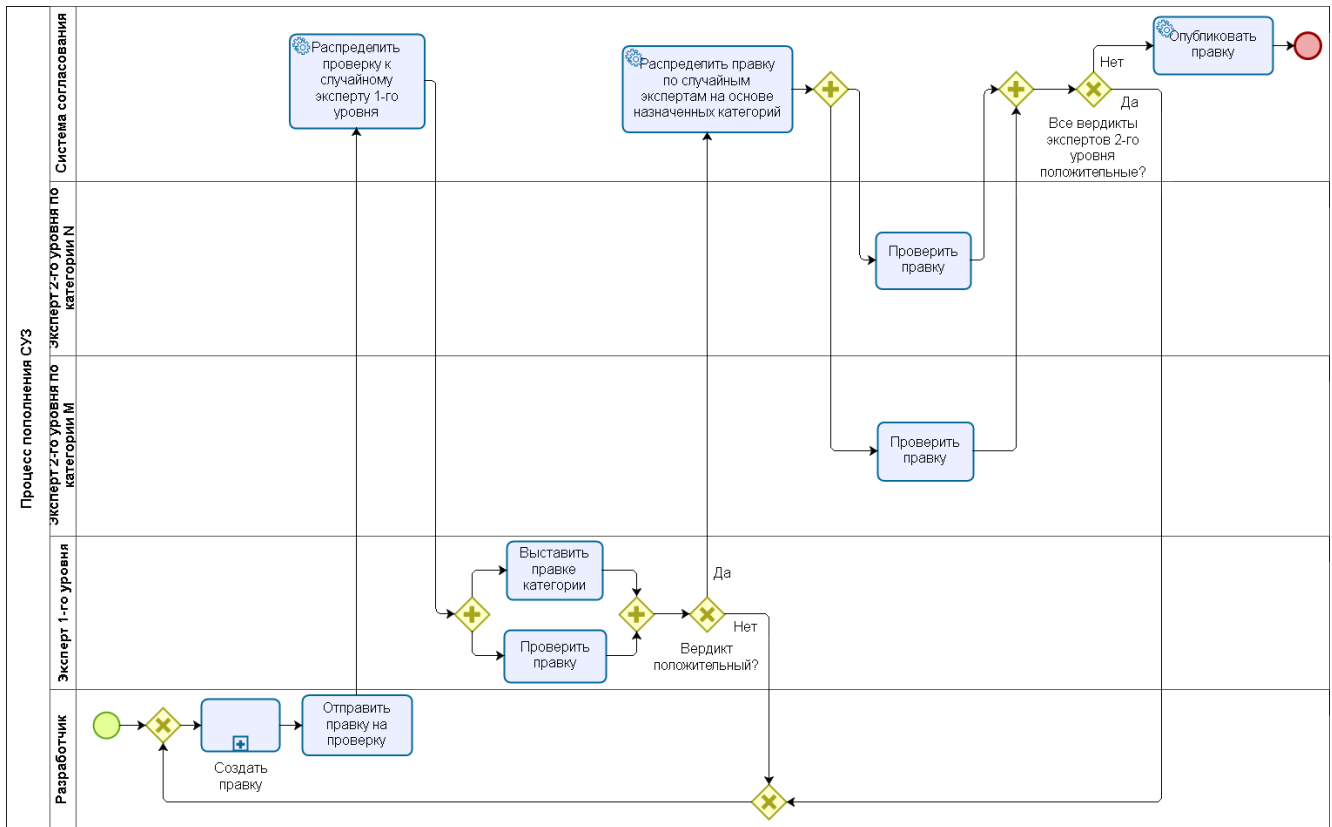 Процесс пополнения СУЗ
Система согласования
Распределить
проверку к
случайному
эксперту 1-го
уровня
Распределить правку
по случайным
экспертам на основе
назначенных категорий
Нет
Да
Все вердикты
экспертов 2-го
уровня
положительные?
Опубликовать
правку
Эксперт 2-го уровня по
категории N
Проверить
правку
Эксперт 2-го уровня по
категории M
Проверить
правку
Эксперт 1-го уровня
Выставить
правке
категории
Проверить
правку
Да
Нет
Вердикт
положительный?
Разработчик
Создать
правку
Отправить
правку на
проверку